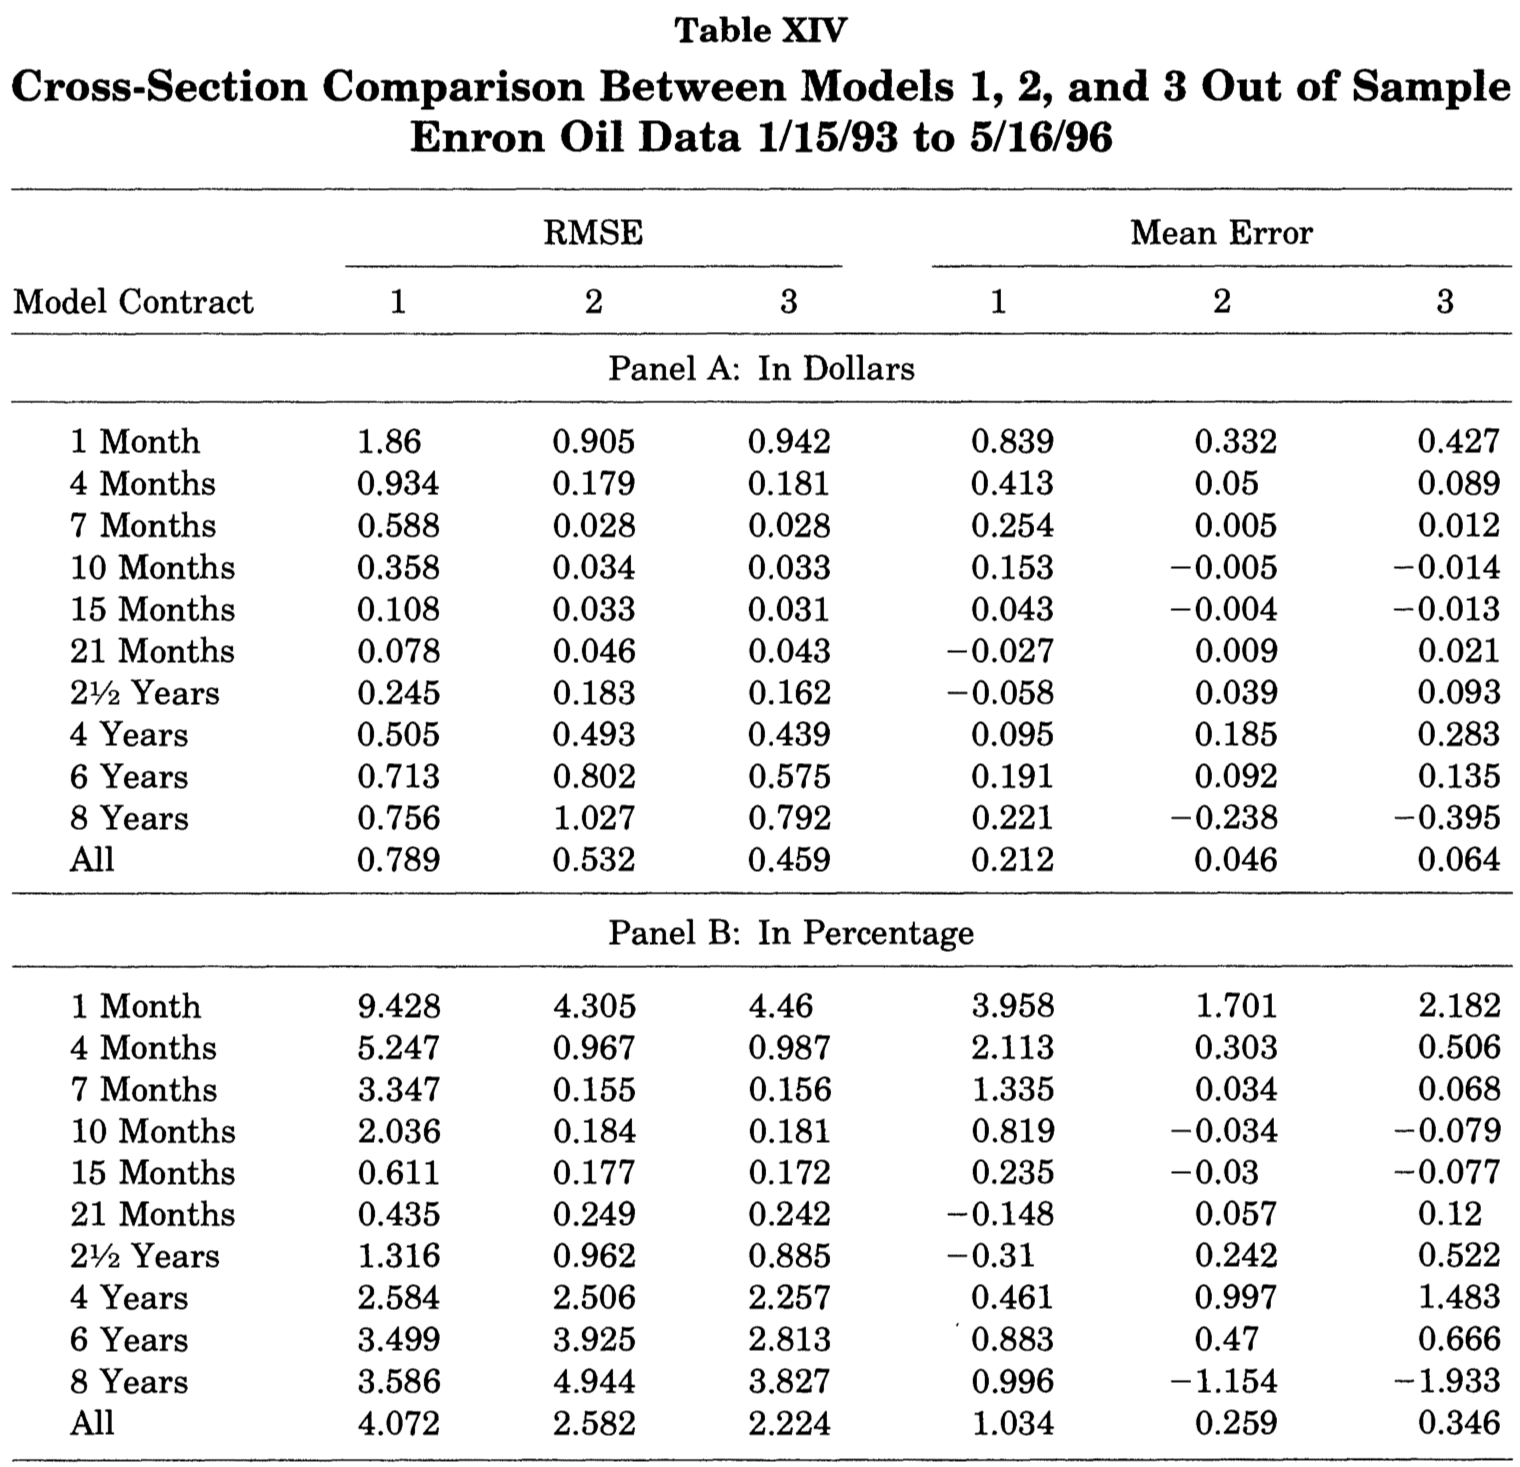 Table XIV
Cross-Section Comparison Between Models 1, 2, and 3 Out of Sample
Enron Oil Data 1/15/93 to 5/16/96
RMSE Mean Error
Model Contract 1 2 3 1 2 3
Panel A: In Dollars
1 Month 1.86 0.905 0.942 0.839 0.332 0.427
4 Months 0.934 0.179 0.181 0.413 0.05 0.089
7 Months 0.588 0.028 0.028 0.254 0.005 0.012
10 Months 0.358 0.034 0.033 0.153 −0.005 −0.014
15 Months 0.108 0.033 0.031 0.043 −0.004 −0.013
21 Months 0.078 0.046 0.043 −0.027 0.009 0.021
2½ Years 0.245 0.183 0.162 −0.058 0.039 0.093
4 Years 0.505 0.493 0.439 0.095 0.185 0.283
6 Years 0.713 0.802 0.575 0.191 0.092 0.135
8 Years 0.756 1.027 0.792 0.221 −0.238 −0.395
All 0.789 0.532 0.459 0.212 0.046 0.064
Panel B: In Percentage
1 Month 9.428 4.305 4.46 3.958 1.701 2.182
4 Months 5.247 0.967 0.987 2.113 0.303 0.506
7 Months 3.347 0.155 0.156 1.335 0.034 0.068
10 Months 2.036 0.184 0.181 0.819 −0.034 −0.079
15 Months 0.611 0.177 0.172 0.235 −0.03 −0.077
21 Months 0.435 0.249 0.242 −0.148 0.057 0.12
2½ Years 1.316 0.962 0.885 −0.31 0.242 0.522
4 Years 2.584 2.506 2.257 0.461 0.997 1.483
6 Years 3.499 3.925 2.813 0.883 0.47 0.666
8 Years 3.586 4.944 3.827 0.996 −1.154 −1.933
All 4.072 2.582 2.224 1.034 0.259 0.346